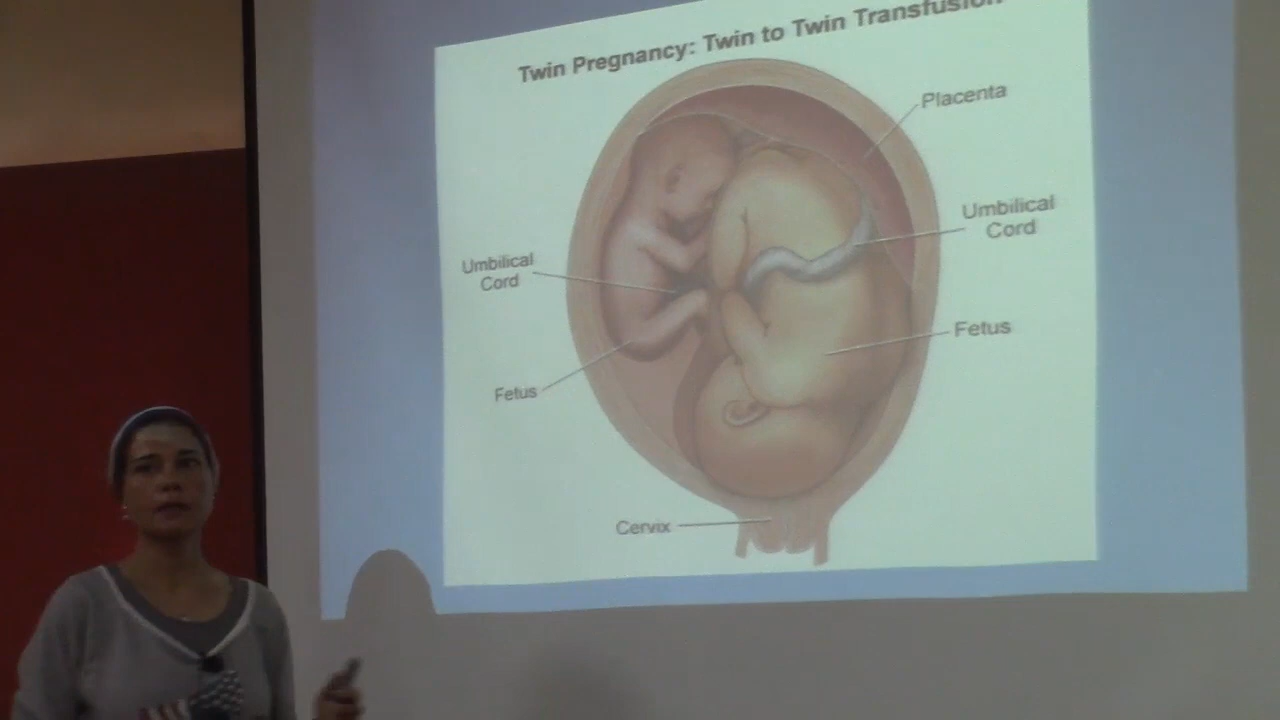 Twin Pregnancy: Twin to Twin Transfusion
Placenta
Umbilical
Cord
Umbilical
Cord
Fetus
Fetus
Cervix